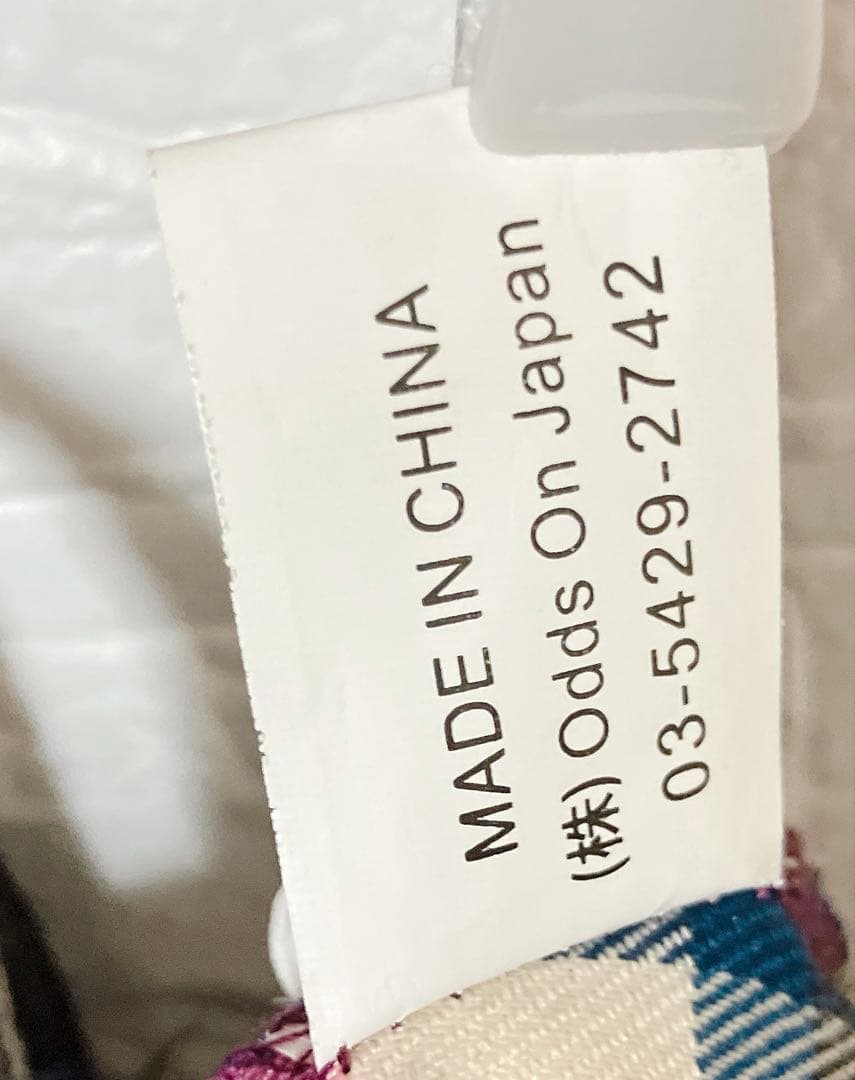 MADE IN CHINA
(株) Odds On Japan
03-5429-2742